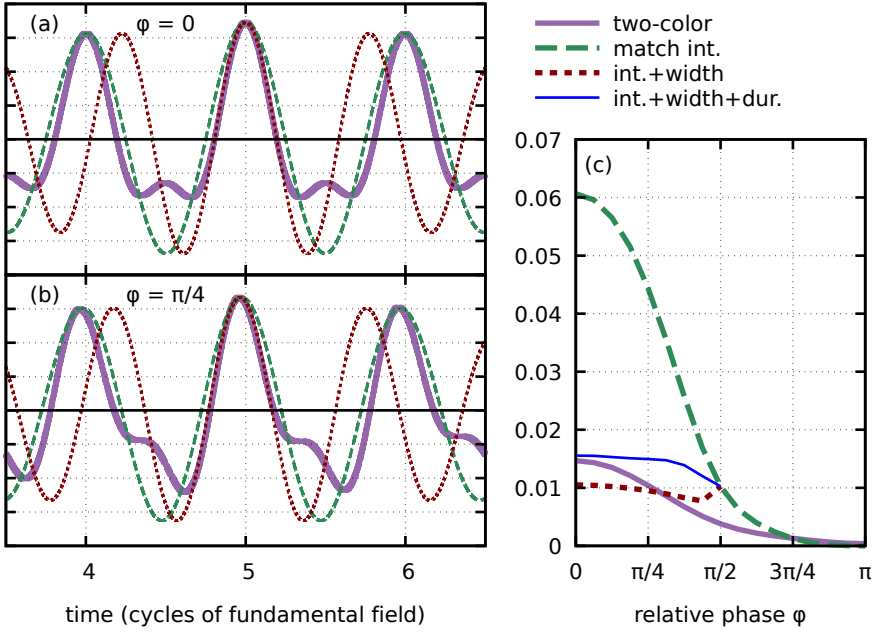 (a)
φ = 0
(b)
φ = π/4
4
5
6
time (cycles of fundamental field)
two-color
match int.
int.+width
int.+width+dur.
(c)
0.07
0.06
0.05
0.04
0.03
0.02
0.01
0
0
π/4
π/2
3π/4
π
relative phase φ